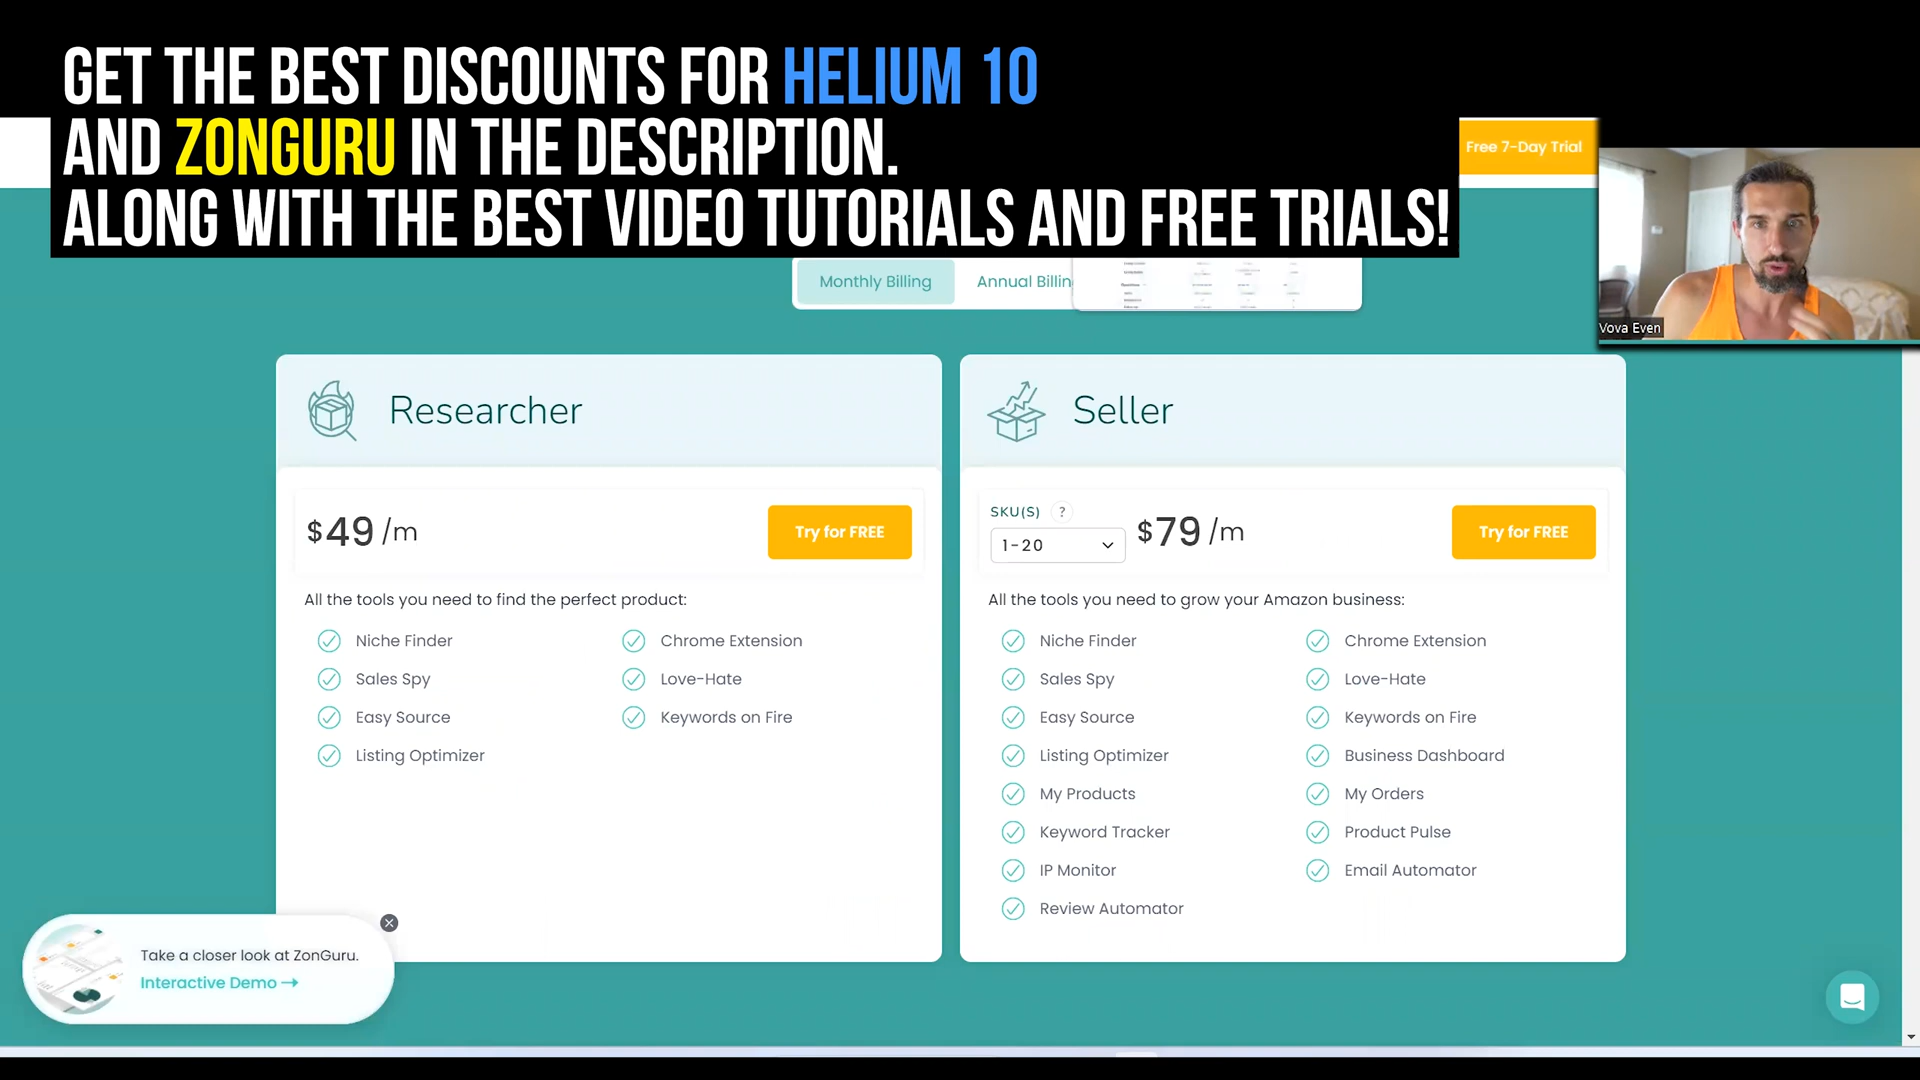 GET THE BEST DISCOUNTS FOR HELIUM 10
AND ZONGURU IN THE DESCRIPTION.
ALONG WITH THE BEST VIDEO TUTORIALS AND FREE TRIALS!
Free 7-Day Trial
Vova Even
Monthly Billing
Annual Billin
Researcher
$49 /m
Try for FREE
All the tools you need to find the perfect product:
Niche Finder
Chrome Extension
Sales Spy
Love-Hate
Easy Source
Keywords on Fire
Listing Optimizer
Seller
SKU(S) ?
1-20
$79 /m
Try for FREE
All the tools you need to grow your Amazon business:
Niche Finder
Chrome Extension
Sales Spy
Love-Hate
Easy Source
Keywords on Fire
Listing Optimizer
Business Dashboard
My Products
My Orders
Keyword Tracker
Product Pulse
IP Monitor
Email Automator
Review Automator
Take a closer look at ZonGuru.
Interactive Demo →